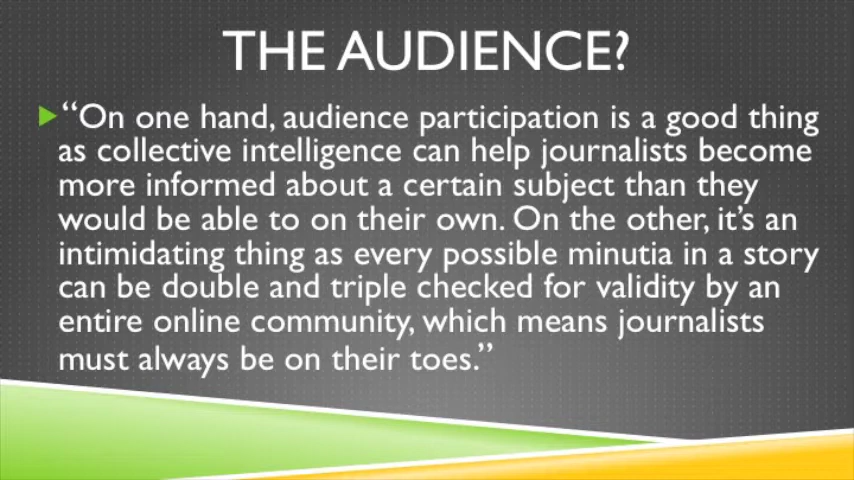 THE AUDIENCE?
“On one hand, audience participation is a good thing
as collective intelligence can help journalists become
more informed about a certain subject than they
would be able to on their own. On the other, it’s an
intimidating thing as every possible minutia in a story
can be double and triple checked for validity by an
entire online community, which means journalists
must always be on their toes.”